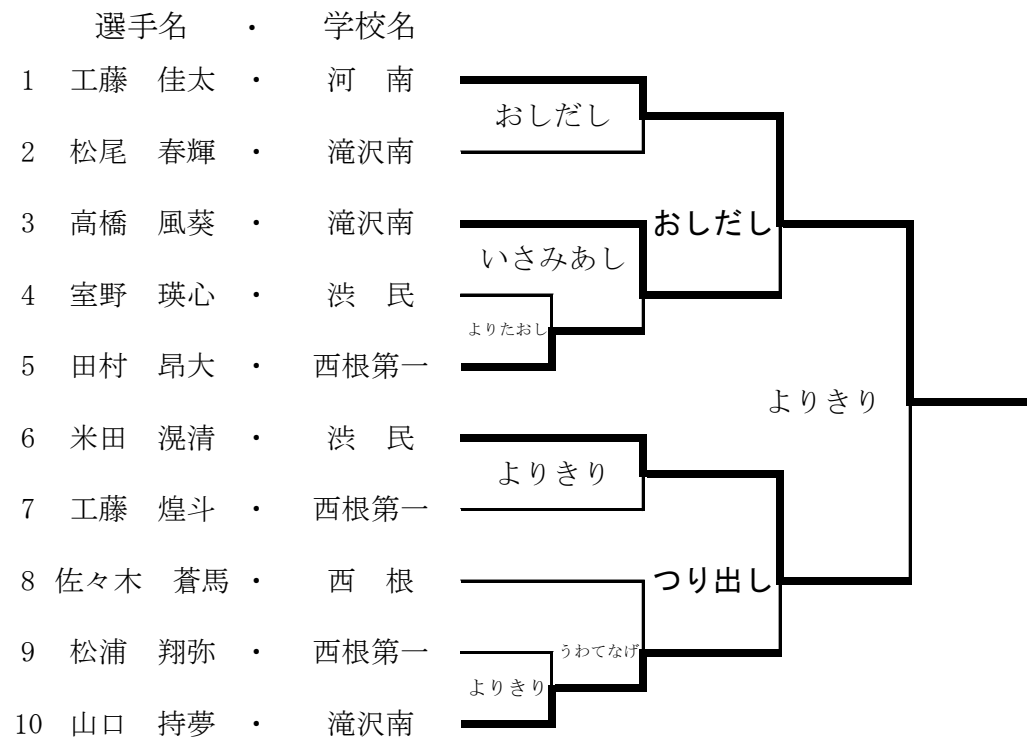 選手名 ・ 学校名
1 工藤 佳太 ・ 河 南
おしだし
2 松尾 春輝 ・ 滝沢南
3 高橋 風葵 ・ 滝沢南
おしだし
いさみあし
4 室野 瑛心 ・ 渋 民
よりたおし
5 田村 昂大 ・ 西根第一
よりきり
6 米田 滉清 ・ 渋 民
よりきり
7 工藤 煌斗 ・ 西根第一
8 佐々木 蒼馬 ・ 西 根
つり出し
9 松浦 翔弥 ・ 西根第一
うわてなげ
よりきり
10 山口 持夢 ・ 滝沢南